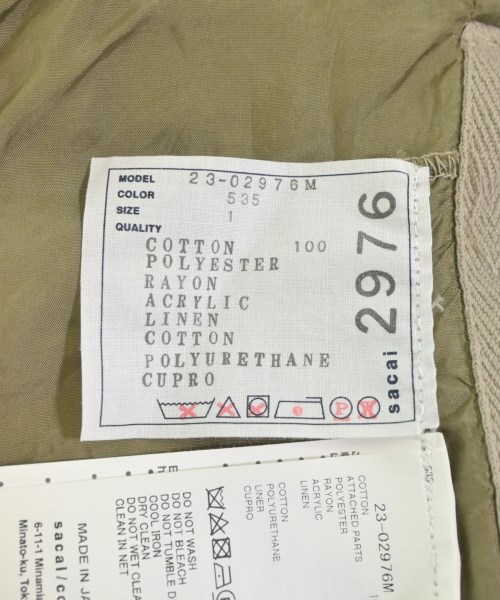 MODEL 23-02976M
COLOR 535
SIZE 1
QUALITY
COTTON 100
POLYESTER
RAYON
ACRYLIC
LINEN
COTTON
POLYURETHANE
CUPRO
P
W
sacai 2976
23-02976M
COTTON
ATTACHED PARTS
POLYESTER
RAYON
ACRYLIC
LINEN
COTTON
POLYURETHANE
LINER
CUPRO
DO NOT WASH
DO NOT BLEACH
DO NOT TUMBLE D
COOL IRON
DRY CLEAN
DO NOT WET CLEAN
CLEAN IN NOT
MADE IN JA
sacai/co
6-11-1 Minami
Minato-ku, Tok